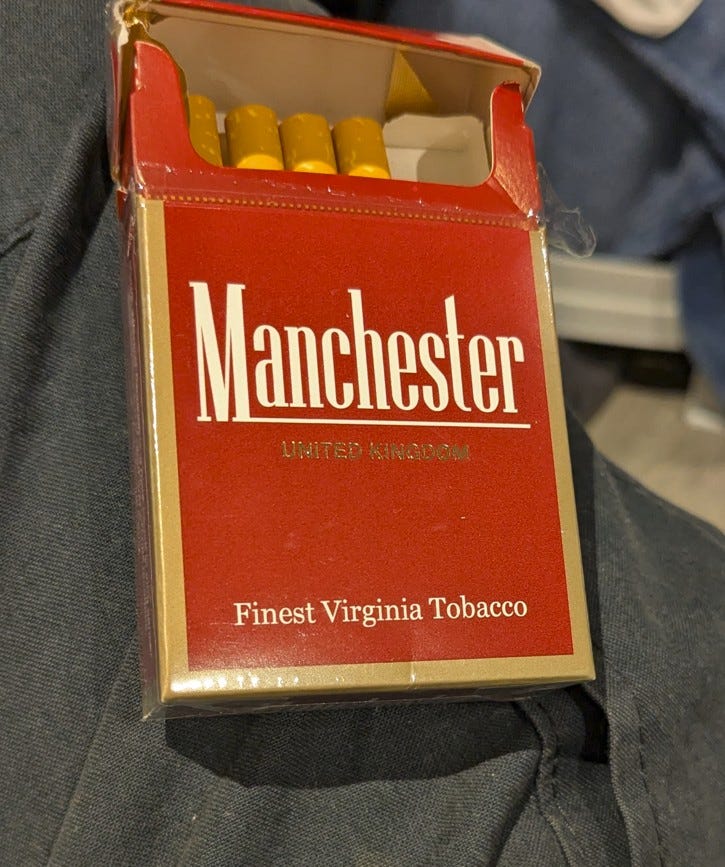 Manchester
UNITED KINGDOM
Finest Virginia Tobacco